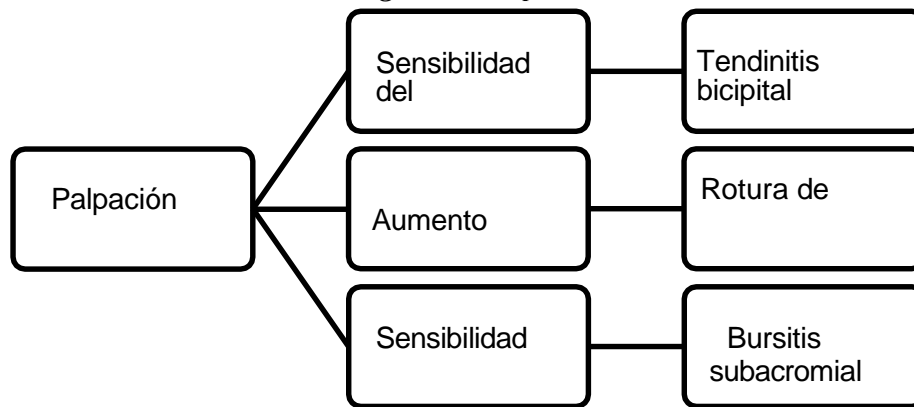 Palpación
Sensibilidad
del
Tendinitis
bicipital
Aumento
Rotura de
Sensibilidad
Bursitis
subacromial